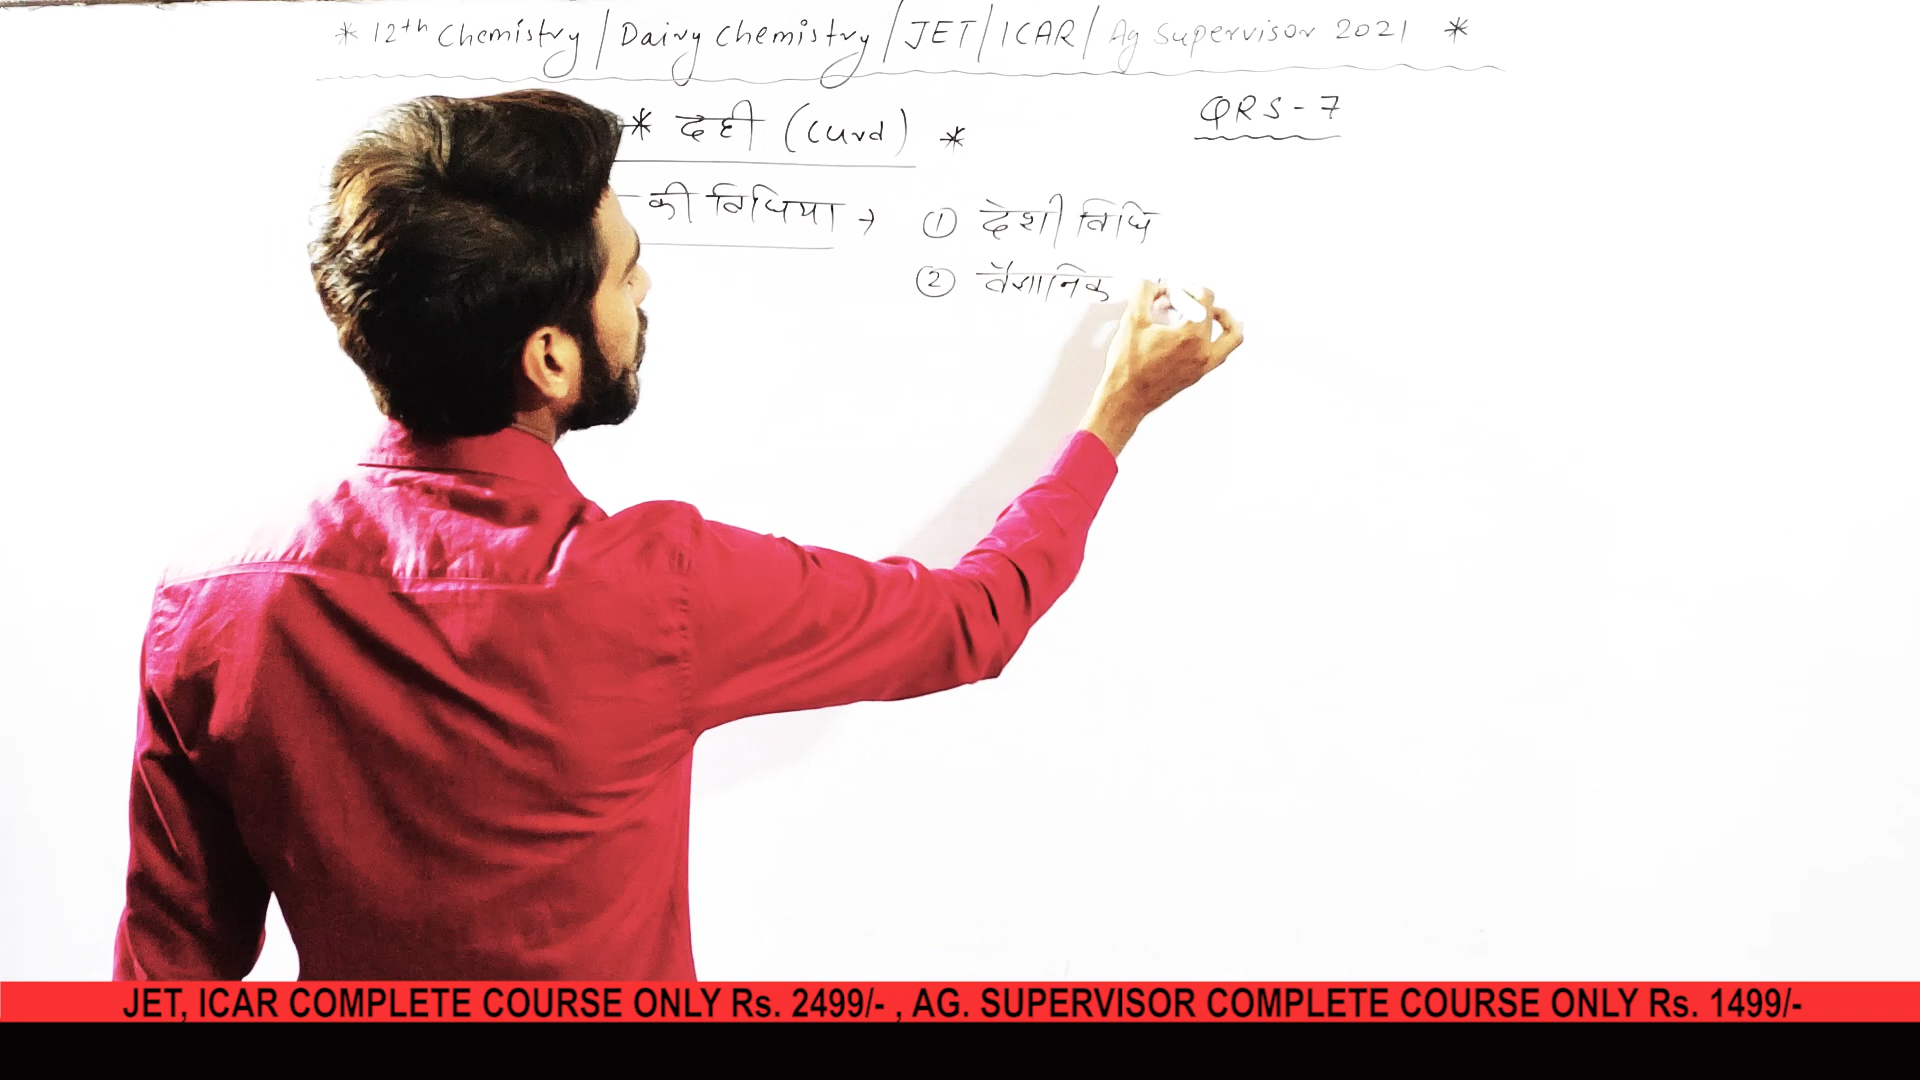 * 12th Chemistry / Dairy Chemistry / JET / ICAR / Ag Supervisor 2021 *
* दही (Curd) *
QRS - 7
की विधिया → ① देशी विधि
② वैज्ञानिक
JET, ICAR COMPLETE COURSE ONLY Rs. 2499/- , AG. SUPERVISOR COMPLETE COURSE ONLY Rs. 1499/-